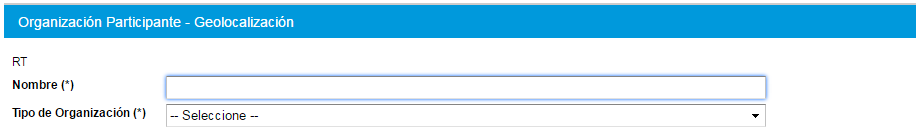 Organización Participante - Geolocalización
RT
Nombre (*)
Tipo de Organización (*) -- Seleccione --